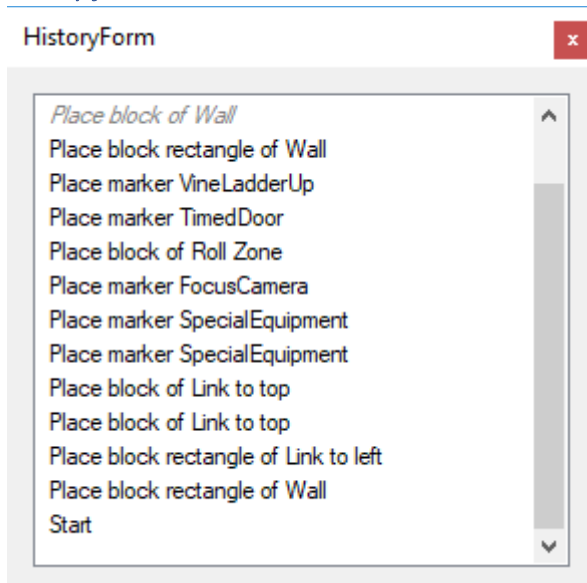 HistoryForm
x
Place block of Wall
Place block rectangle of Wall
Place marker VineLadderUp
Place marker TimedDoor
Place block of Roll Zone
Place marker FocusCamera
Place marker SpecialEquipment
Place marker SpecialEquipment
Place block of Link to top
Place block of Link to top
Place block rectangle of Link to left
Place block rectangle of Wall
Start